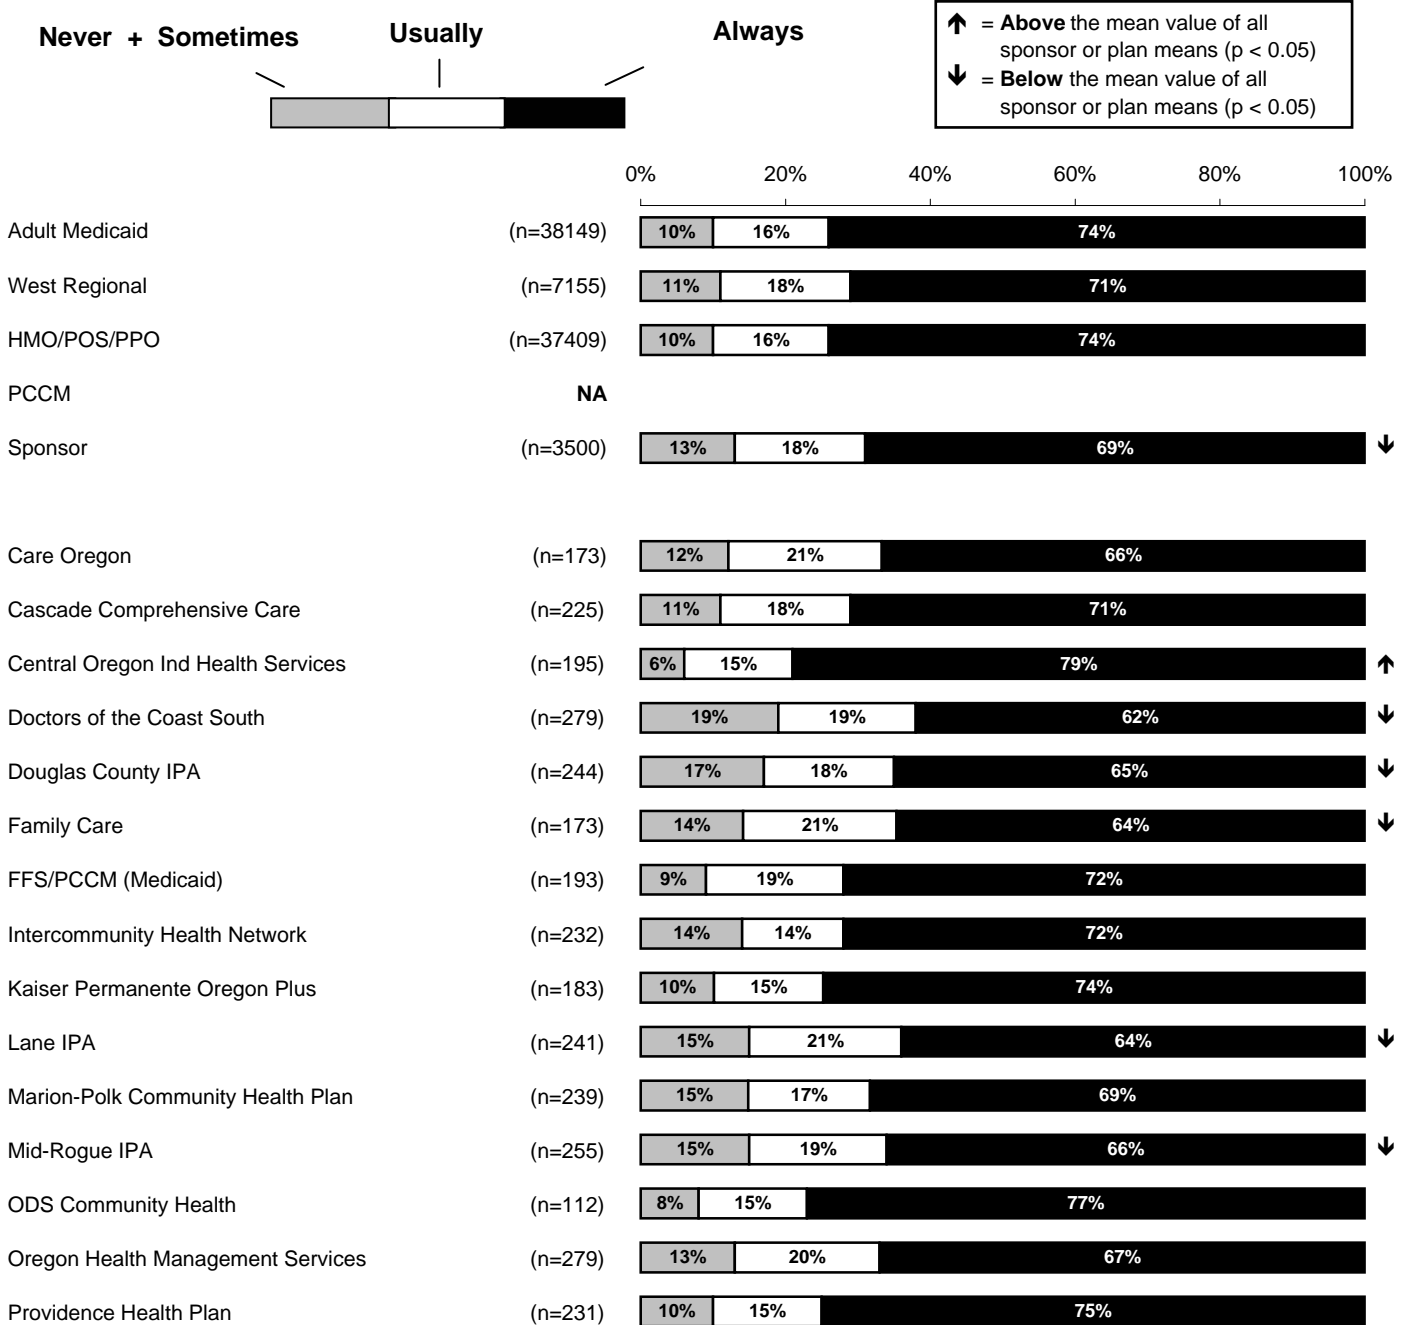 Never + Sometimes Usually Always
↑ = Above the mean value of all
sponsor or plan means (p < 0.05)
↓ = Below the mean value of all
sponsor or plan means (p < 0.05)
0% 20% 40% 60% 80% 100%
Adult Medicaid (n=38149) 10% 16% 74%
West Regional (n=7155) 11% 18% 71%
HMO/POS/PPO (n=37409) 10% 16% 74%
PCCM NA
Sponsor (n=3500) 13% 18% 69% ↓
Care Oregon (n=173) 12% 21% 66%
Cascade Comprehensive Care (n=225) 11% 18% 71%
Central Oregon Ind Health Services (n=195) 6% 15% 79% ↑
Doctors of the Coast South (n=279) 19% 19% 62% ↓
Douglas County IPA (n=244) 17% 18% 65% ↓
Family Care (n=173) 14% 21% 64% ↓
FFS/PCCM (Medicaid) (n=193) 9% 19% 72%
Intercommunity Health Network (n=232) 14% 14% 72%
Kaiser Permanente Oregon Plus (n=183) 10% 15% 74%
Lane IPA (n=241) 15% 21% 64% ↓
Marion-Polk Community Health Plan (n=239) 15% 17% 69%
Mid-Rogue IPA (n=255) 15% 19% 66% ↓
ODS Community Health (n=112) 8% 15% 77%
Oregon Health Management Services (n=279) 13% 20% 67%
Providence Health Plan (n=231) 10% 15% 75%